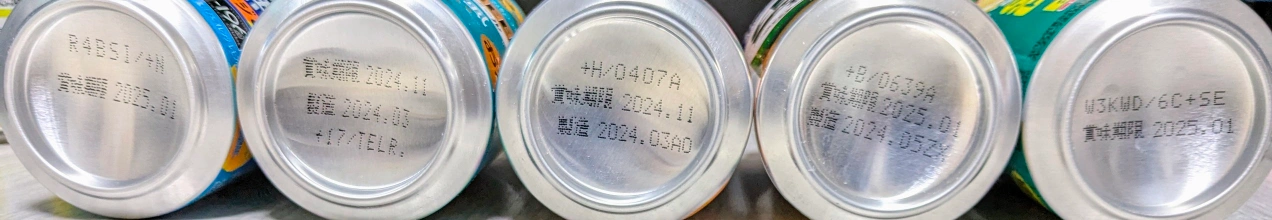 R4BSI/+N
賞味期限 2025.01
賞味期限 2024.11
製造 2024.03
+17/TELR.
+H/0407A
賞味期限 2024.11
製造 2024.03AO
+B/0639A
賞味期限 2025.01
製造 2024.05Z
W3KWD/6C+SE
賞味期限 2025.01